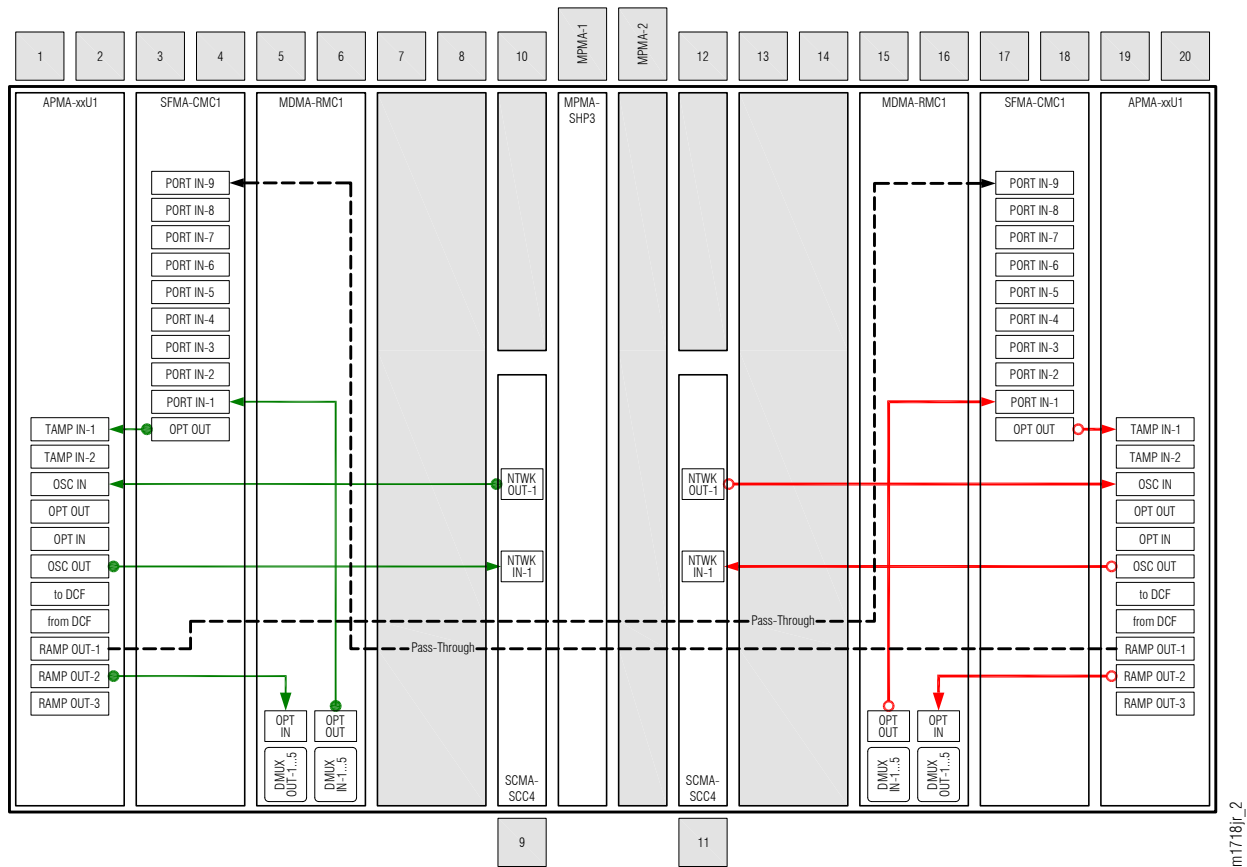 1 2 3 4 5 6 7 8 10 MPMA-1 MPMA-2 12 13 14 15 16 17 18 19 20
APMA-xxU1 SFMA-CMC1 MDMA-RMC1 MPMA- MDMA-RMC1 SFMA-CMC1 APMA-xxU1
SHP3
PORT IN-9 PORT IN-9
PORT IN-8 PORT IN-8
PORT IN-7 PORT IN-7
PORT IN-6 PORT IN-6
PORT IN-5 PORT IN-5
PORT IN-4 PORT IN-4
PORT IN-3 PORT IN-3
PORT IN-2 PORT IN-2
PORT IN-1 PORT IN-1
TAMP IN-1 OPT OUT OPT OUT TAMP IN-1
TAMP IN-2 TAMP IN-2
OSC IN NTWK OUT-1 NTWK OUT-1 OSC IN
OPT OUT OPT OUT
OPT IN OPT IN
OSC OUT NTWK IN-1 NTWK IN-1 OSC OUT
to DCF to DCF
from DCF Pass-Through from DCF
RAMP OUT-1 Pass-Through RAMP OUT-1
RAMP OUT-2 RAMP OUT-2
RAMP OUT-3 RAMP OUT-3
OPT OPT OPT OPT
IN OUT OUT IN
DMUX OUT-1...5 DMUX IN-1...5 DMUX IN-1...5 DMUX OUT-1...5
SCMA- SCMA-
SCC4 SCC4
9 11
m1718jr_2